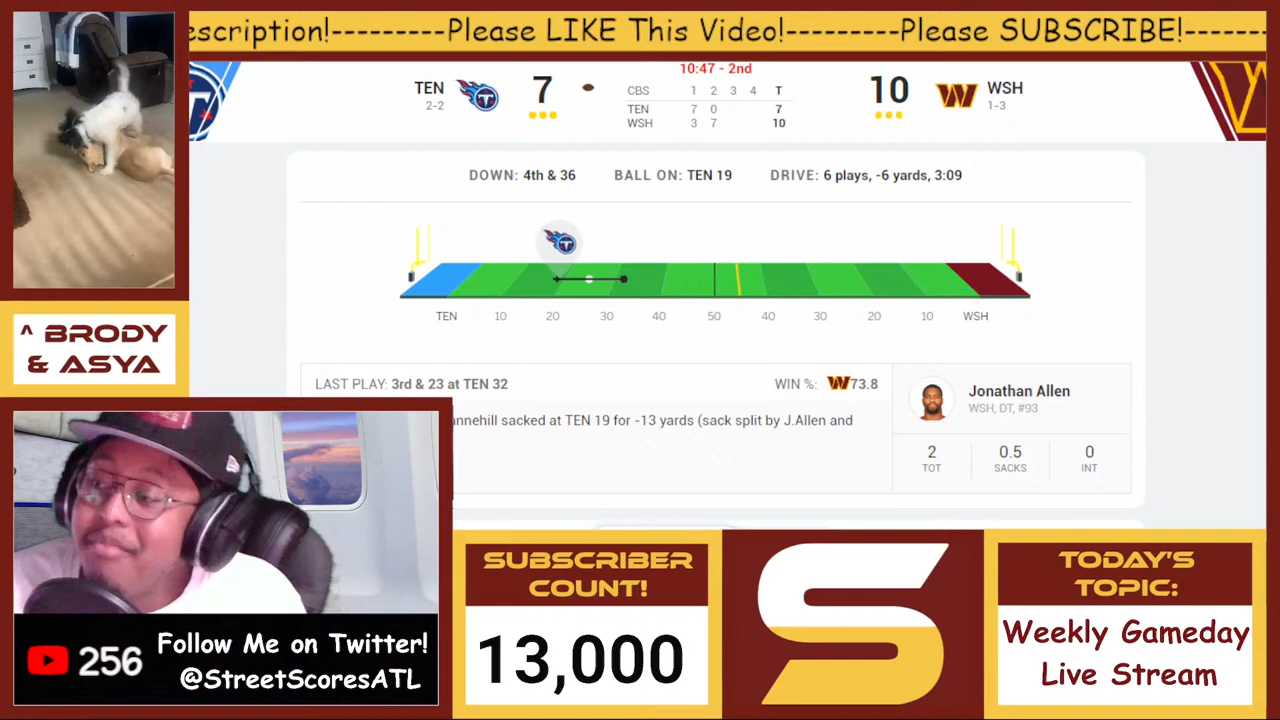 escription!---------Please LIKE This Video!---------Please SUBSCRIBE!------
TEN
2-2
7
10:47 - 2nd
CBS 1 2 3 4 T
TEN 7 0 7
WSH 3 7 10
10
WSH
1-3
DOWN: 4th & 36 BALL ON: TEN 19 DRIVE: 6 plays, -6 yards, 3:09
TEN 10 20 30 40 50 40 30 20 10 WSH
LAST PLAY: 3rd & 23 at TEN 32 WIN %: 73.8
nnehill sacked at TEN 19 for -13 yards (sack split by J.Allen and
Jonathan Allen
WSH, DT, #93
2 0.5 0
TOT SACKS INT
^ BRODY
& ASYA
256
Follow Me on Twitter!
@StreetScoresATL
SUBSCRIBER
COUNT!
13,000
S
TODAY'S
TOPIC:
Weekly Gameday
Live Stream